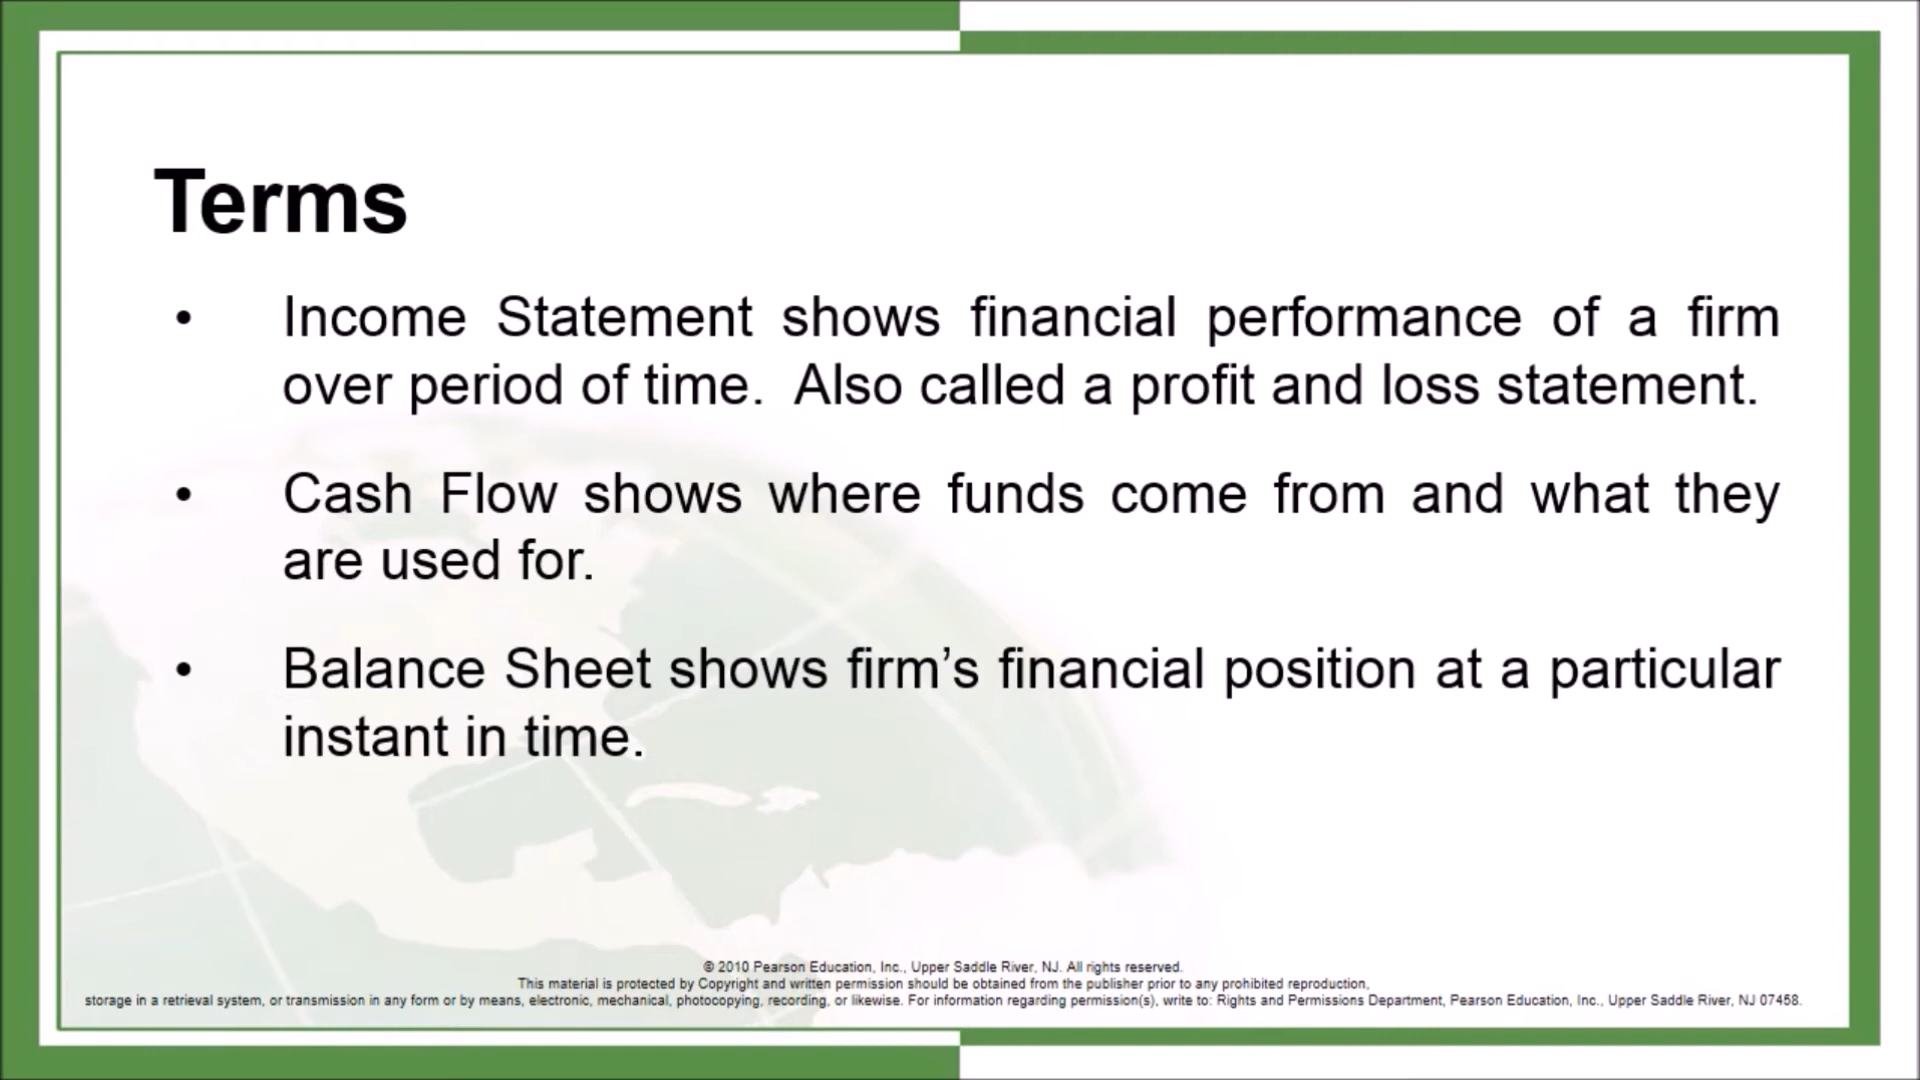 Terms
• Income Statement shows financial performance of a firm
over period of time.  Also called a profit and loss statement.
• Cash Flow shows where funds come from and what they
are used for.
• Balance Sheet shows firm’s financial position at a particular
instant in time.
© 2010 Pearson Education, Inc., Upper Saddle River, NJ. All rights reserved.
This material is protected by Copyright and written permission should be obtained from the publisher prior to any prohibited reproduction,
storage in a retrieval system, or transmission in any form or by means, electronic, mechanical, photocopying, recording, or likewise. For information regarding permission(s), write to: Rights and Permissions Department, Pearson Education, Inc., Upper Saddle River, NJ 07458.